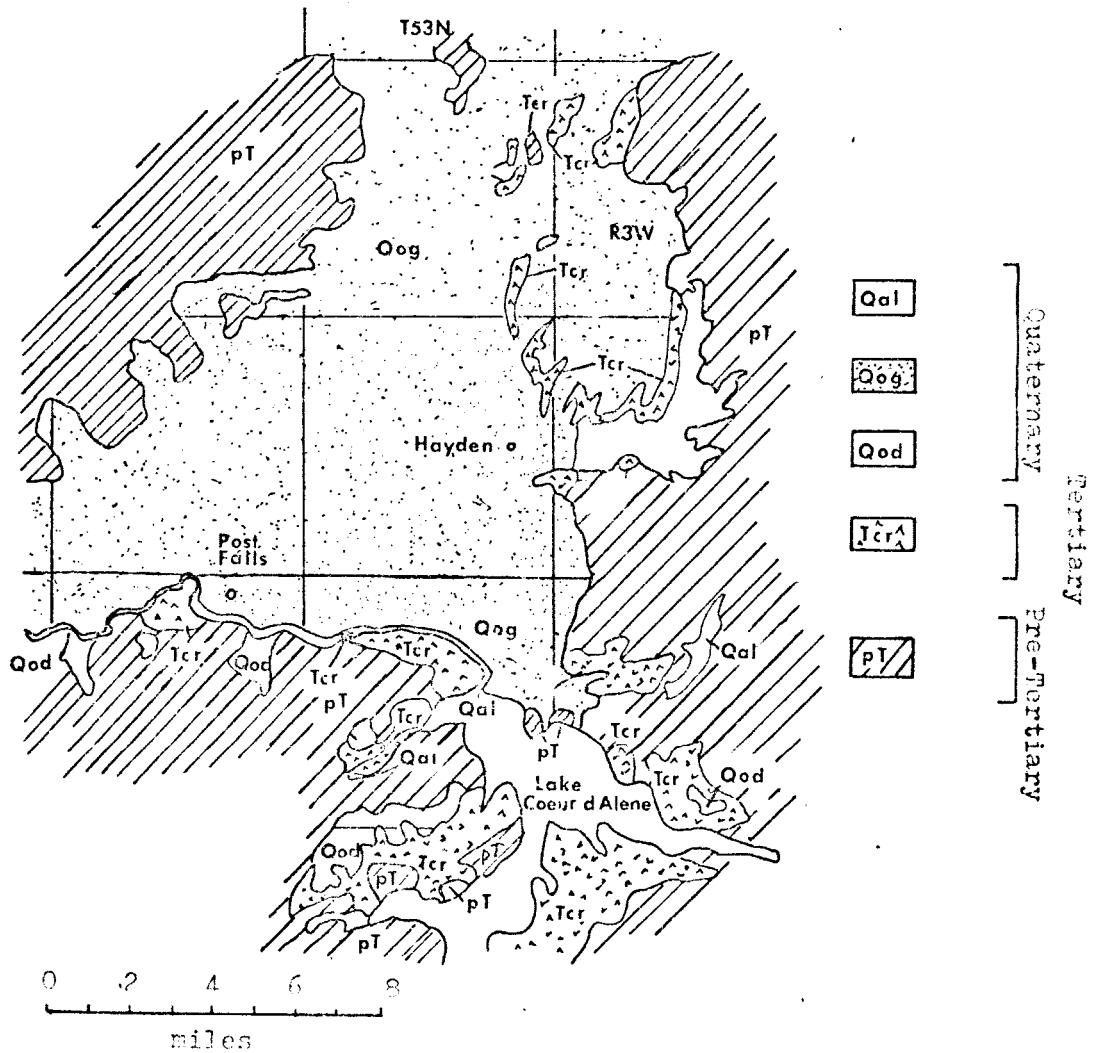 T53N
Ter
pT
Tcr
R3W
Qog
Tcr
pT
Tcr
Hayden
Post
Falls
Qog
Qod
Tcr
Qod
Tcr
pT
Tcr
Qal
Qal
Tcr
Qal
pT
Tcr
Tcr
Qod
Lake
Coeur d Alene
Qod
Tcr
pT
pT
pT
Tcr
pT
Qal
Qog
Qod
Tcr
pT
Quaternary
Tertiary
Pre-Tertiary
0 2 4 6 8
miles